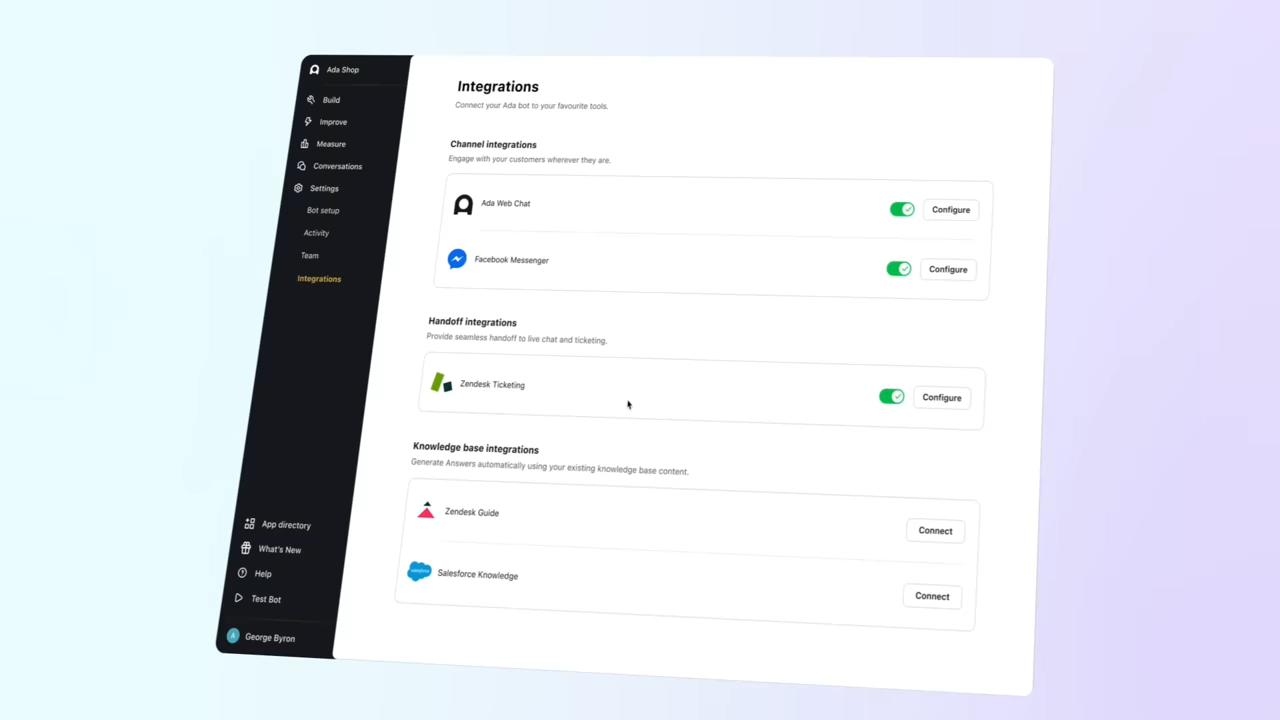 Ada Shop
Build
Improve
Measure
Conversations
Settings
Bot setup
Activity
Team
Integrations
App directory
What's New
Help
Test Bot
A
George Byron
Integrations
Connect your Ada bot to your favourite tools.
Channel integrations
Engage with your customers wherever they are.
Ada Web Chat
Configure
Facebook Messenger
Configure
Handoff integrations
Provide seamless handoff to live chat and ticketing.
Zendesk Ticketing
Configure
Knowledge base integrations
Generate Answers automatically using your existing knowledge base content.
Zendesk Guide
Connect
salesforce
Salesforce Knowledge
Connect